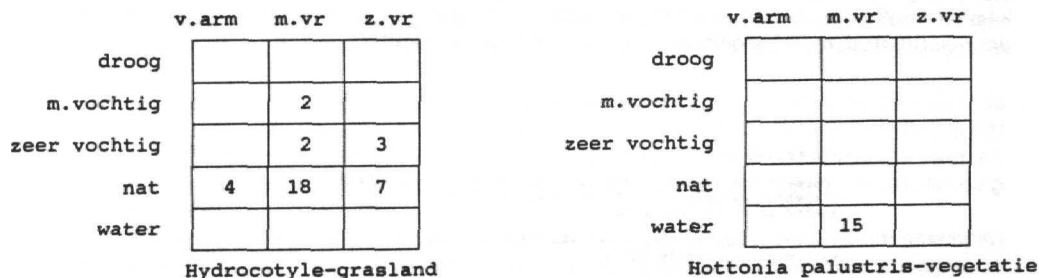 v.arm m.vr z.vr
droog
m.vochtig 2
zeer vochtig 2 3
nat 4 18 7
water
Hydrocotyle-grasland
v.arm m.vr z.vr
droog
m.vochtig
zeer vochtig
nat
water 15
Hottonia palustris-vegetatie